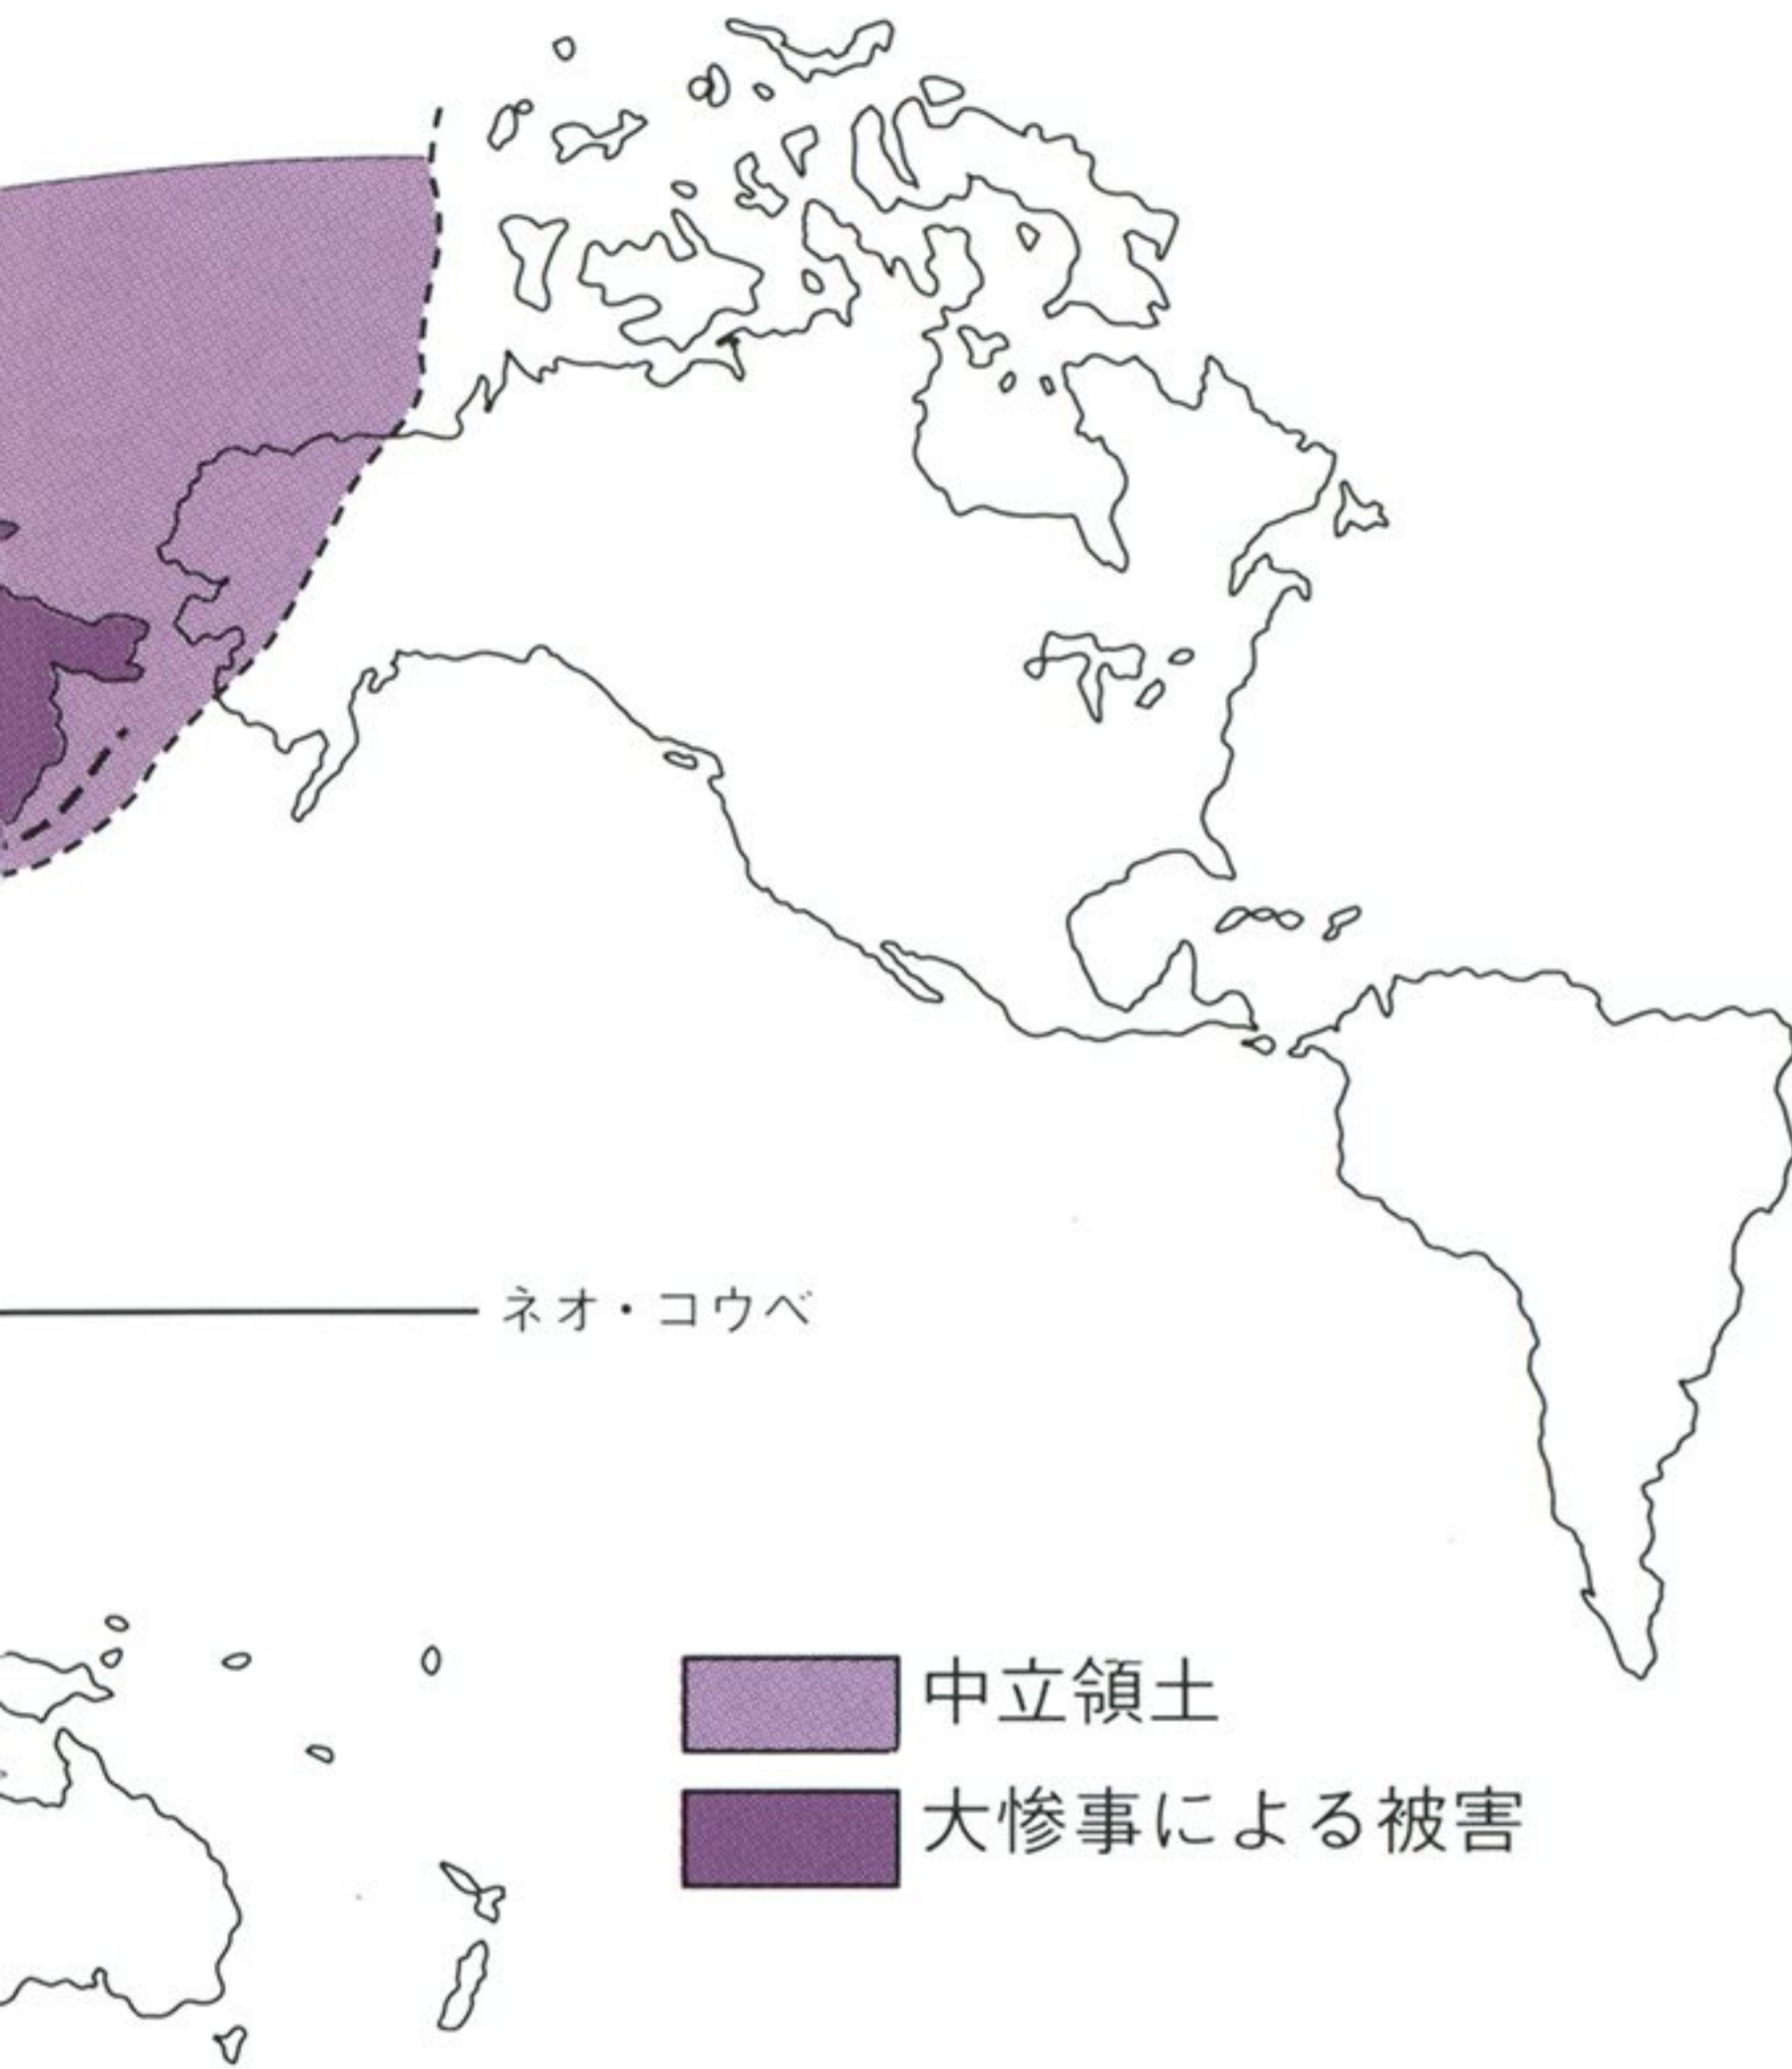 ネオ・コウベ
中立領土
大惨事による被害